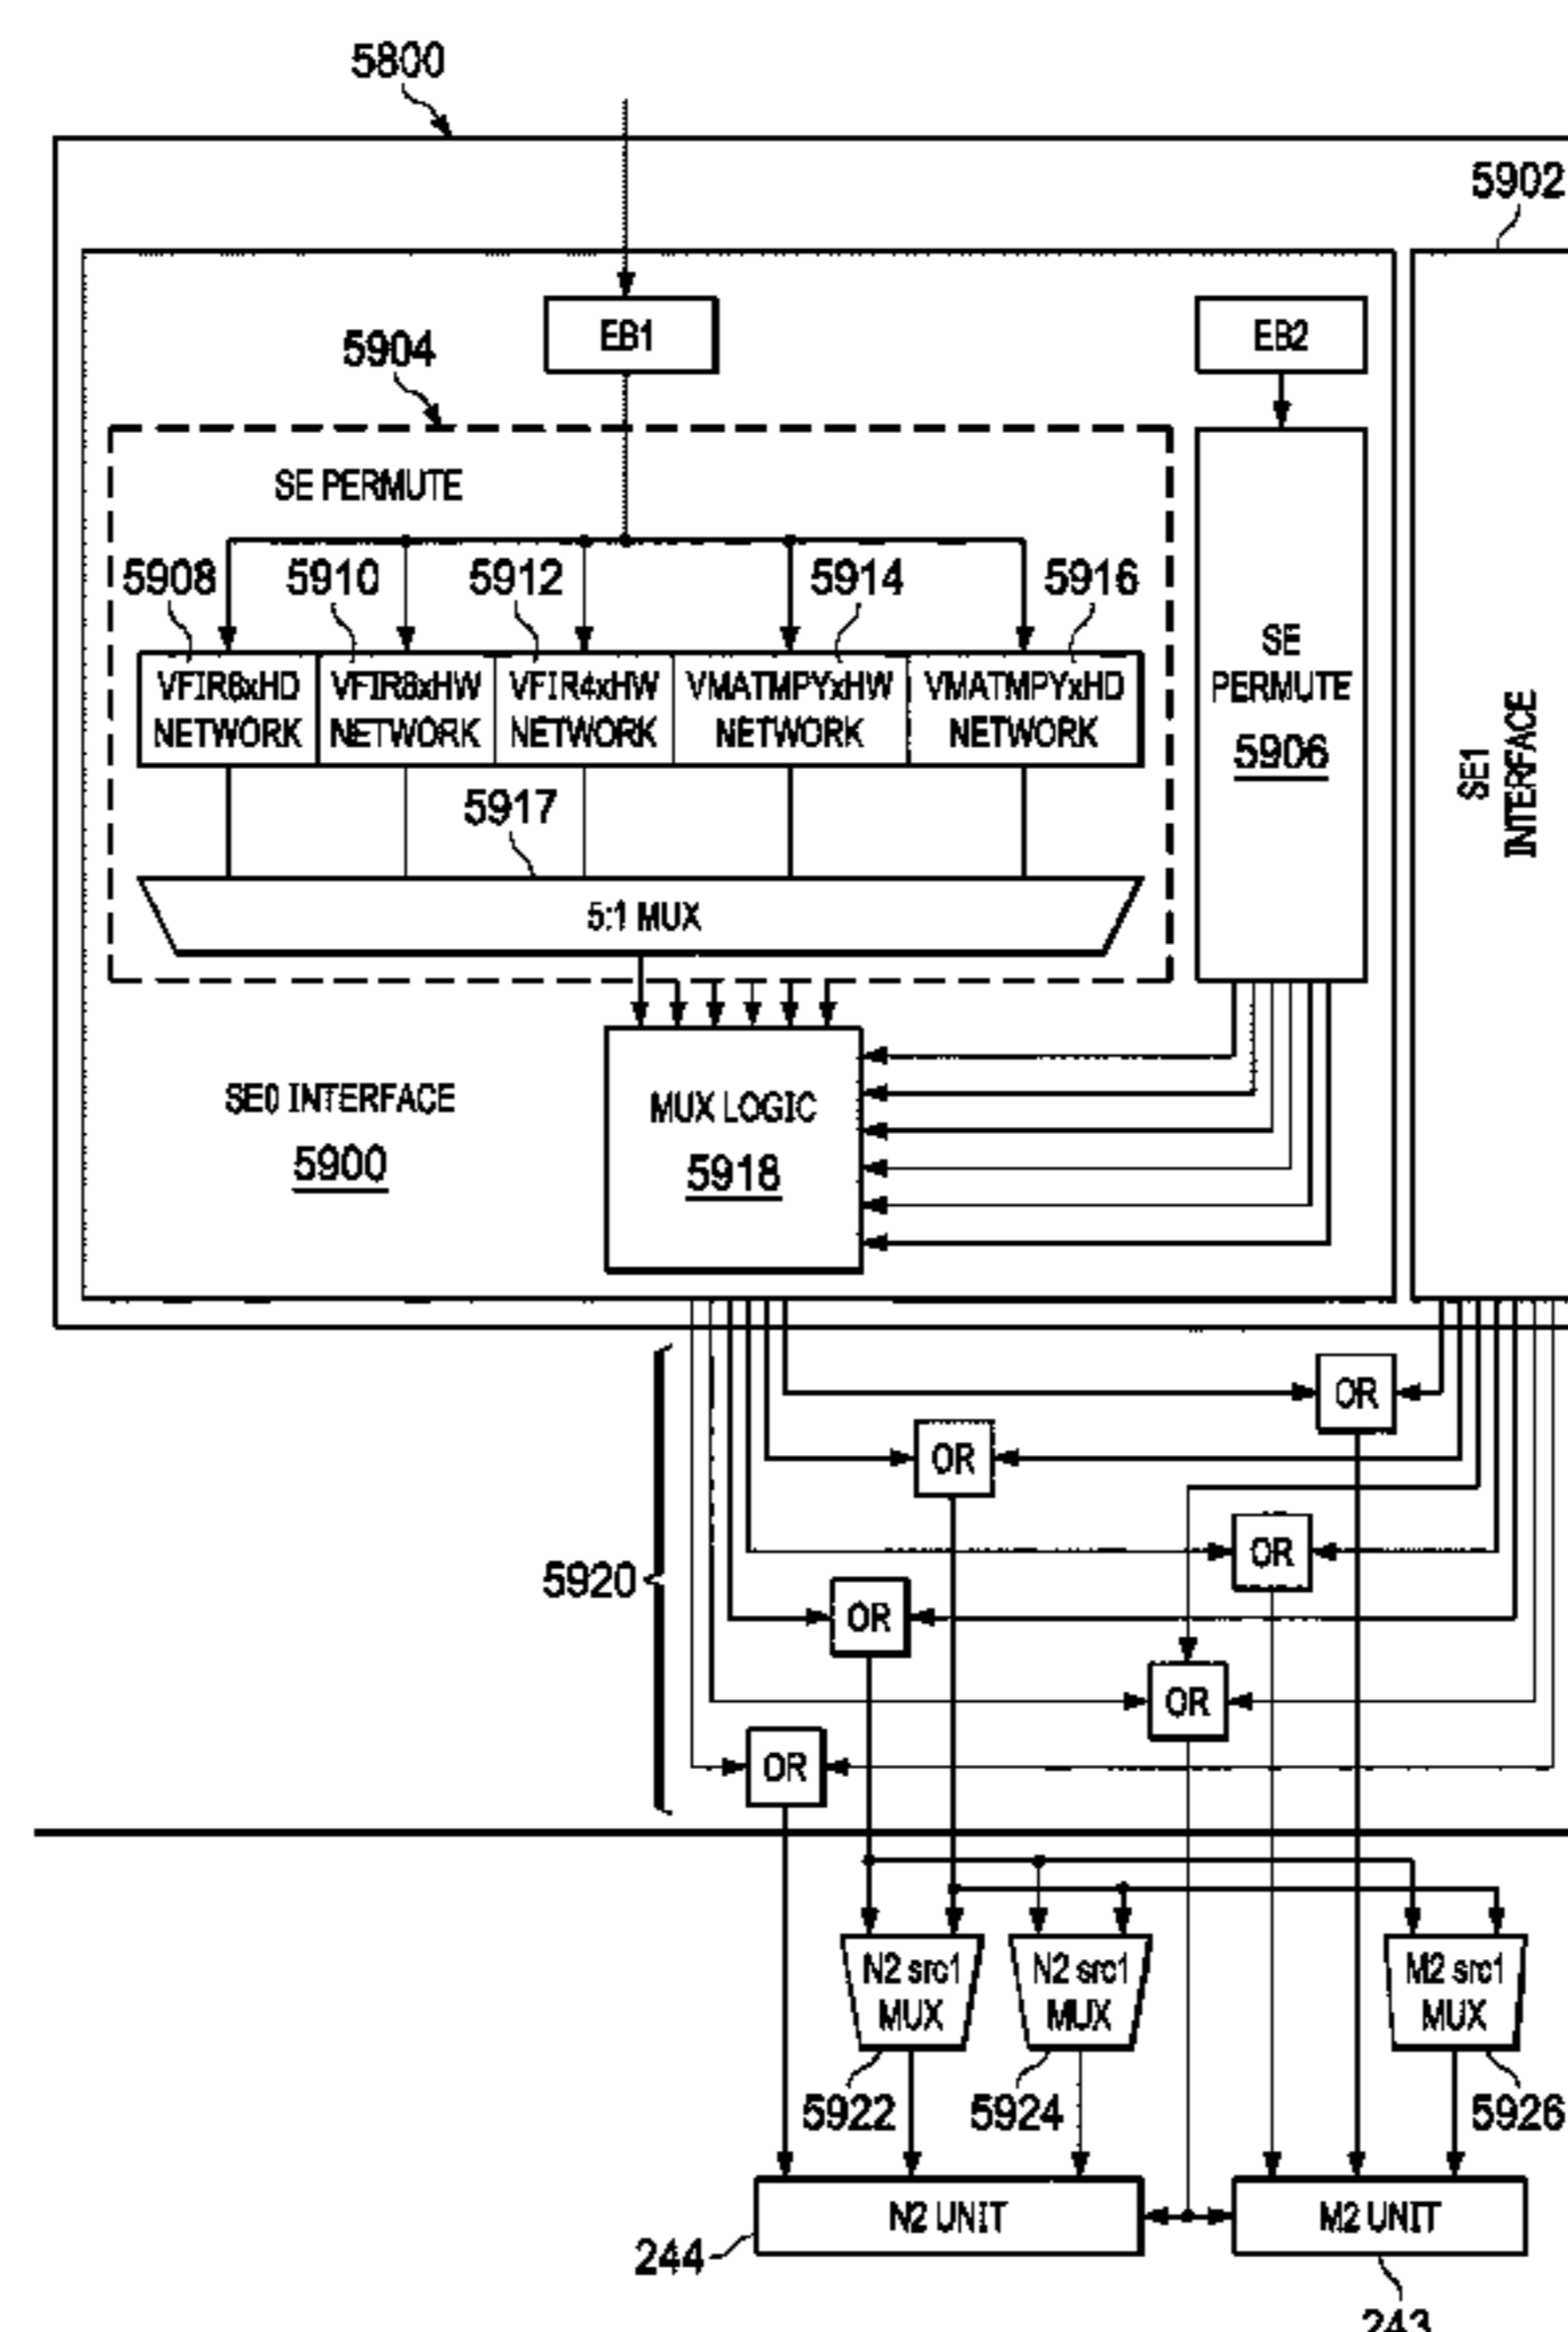 5800
5902
EB1
EB2
5904
SE PERMUTE
5908
5910
5912
5914
5916
VFIR8xHD
NETWORK
VFIR8xHW
NETWORK
VFIR4xHW
NETWORK
VMATMPYxHW
NETWORK
VMATMPYxHD
NETWORK
SE
PERMUTE
5906
SE1
INTERFACE
5917
5:1 MUX
SE0 INTERFACE
5900
MUX LOGIC
5918
OR
OR
OR
5920
OR
OR
OR
N2 src1
MUX
N2 src1
MUX
M2 src1
MUX
5922
5924
5926
N2 UNIT
M2 UNIT
244
243